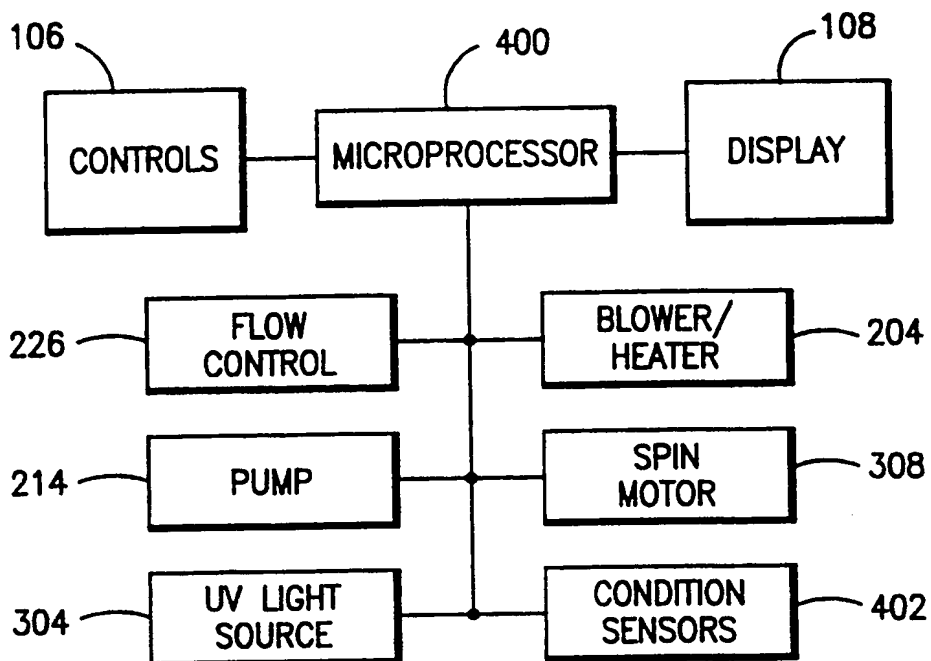 106
400
108
CONTROLS
MICROPROCESSOR
DISPLAY
226
FLOW
CONTROL
BLOWER/
HEATER
204
214
PUMP
SPIN
MOTOR
308
304
UV LIGHT
SOURCE
CONDITION
SENSORS
402